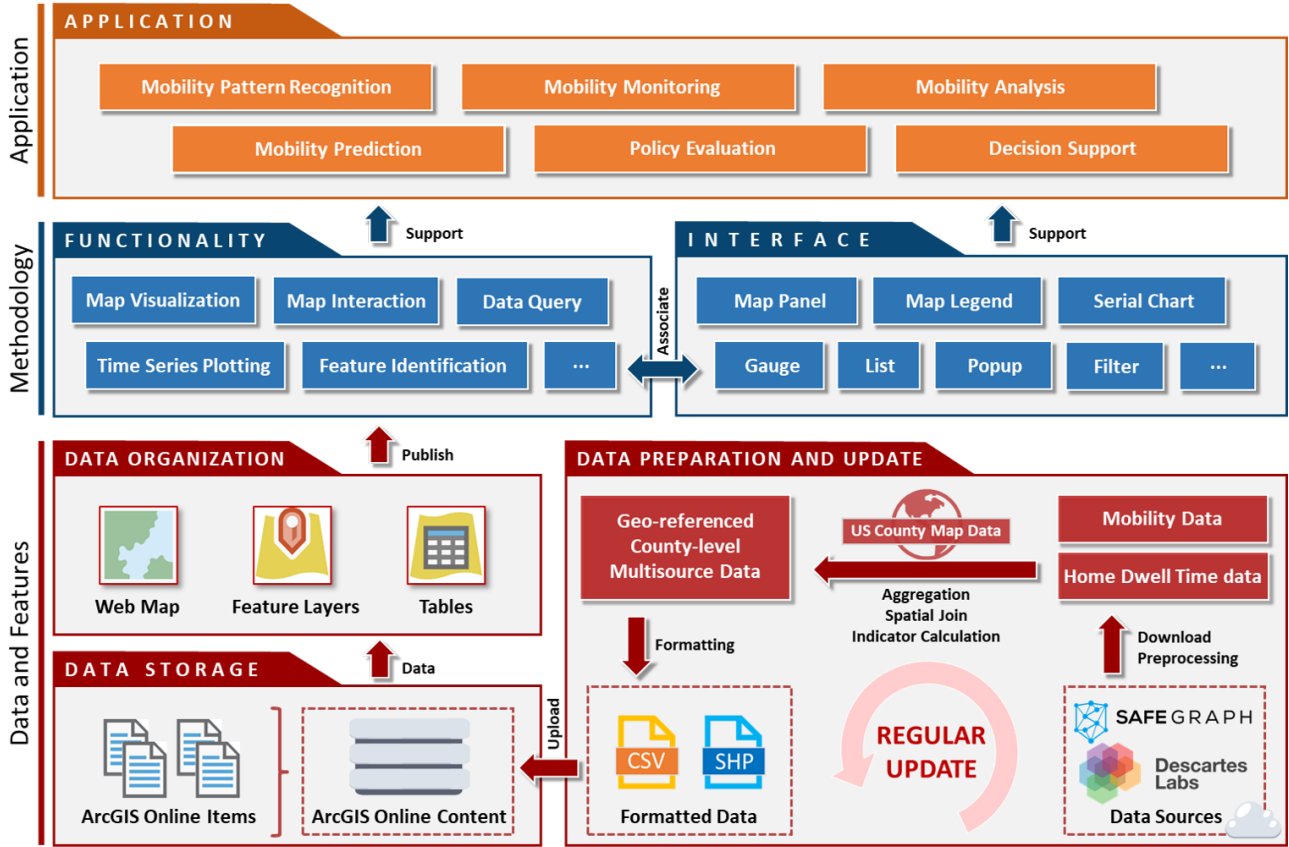 Application
APPLICATION
Mobility Pattern Recognition
Mobility Monitoring
Mobility Analysis
Mobility Prediction
Policy Evaluation
Decision Support
Support
Support
Methodology
FUNCTIONALITY
Map Visualization
Map Interaction
Data Query
Time Series Plotting
Feature Identification
...
Associate
INTERFACE
Map Panel
Map Legend
Serial Chart
Gauge
List
Popup
Filter
...
Publish
Data and Features
DATA ORGANIZATION
Web Map
Feature Layers
Tables
Data
DATA STORAGE
ArcGIS Online Items
ArcGIS Online Content
Upload
DATA PREPARATION AND UPDATE
Geo-referenced
County-level
Multisource Data
US County Map Data
Aggregation
Spatial Join
Indicator Calculation
Mobility Data
Home Dwell Time data
Formatting
Download
Preprocessing
CSV
SHP
Formatted Data
REGULAR
UPDATE
SAFEGRAPH
Descartes
Labs
Data Sources